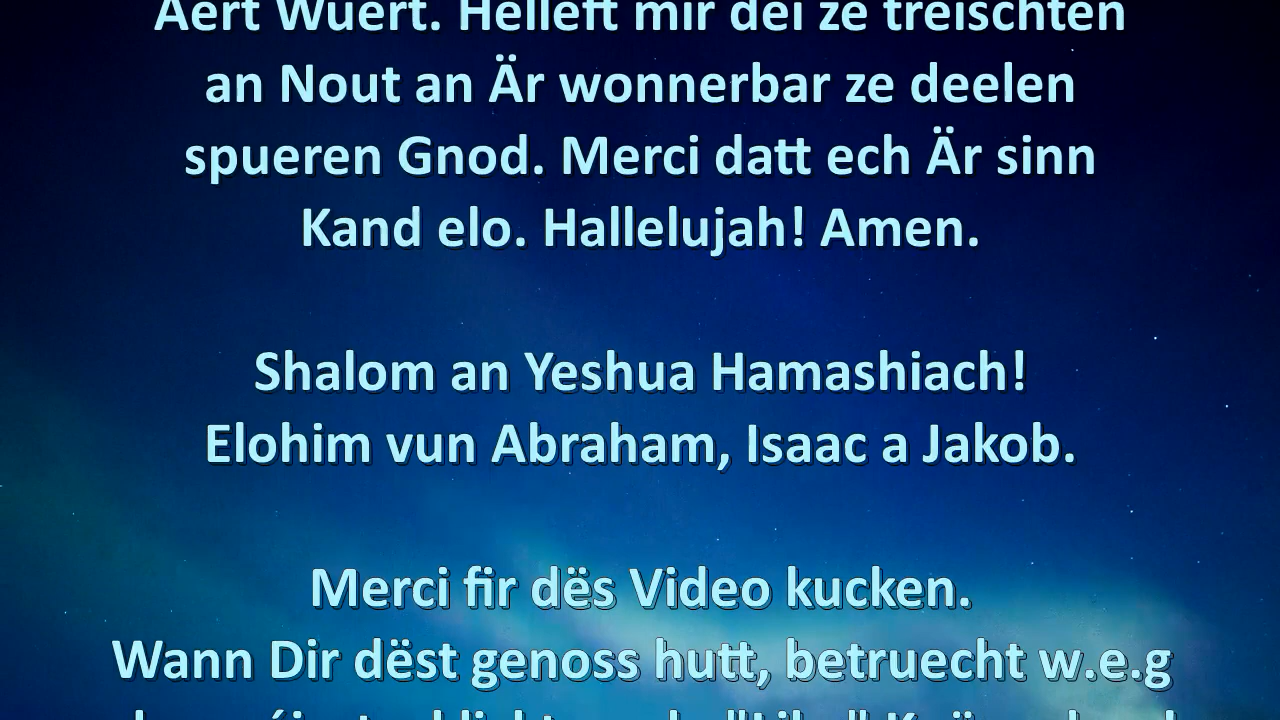 Äert Wuert. Hëlleft mir déi ze tréischten
an Nout an Är wonnerbar ze deelen
spueren Gnod. Merci datt ech Är sinn
Kand elo. Hallelujah! Amen.
Shalom an Yeshua Hamashiach!
Elohim vun Abraham, Isaac a Jakob.
Merci fir dës Video kucken.
Wann Dir dëst genoss hutt, betruecht w.e.g